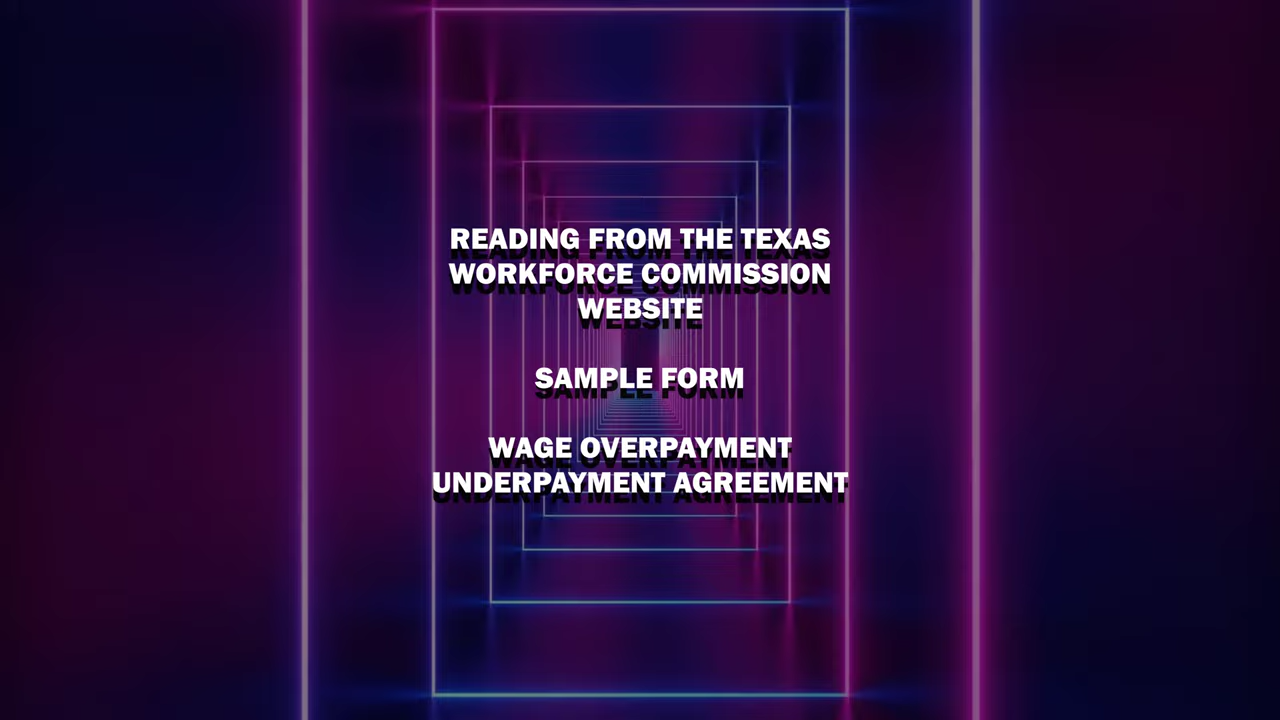 READING FROM THE TEXAS
WORKFORCE COMMISSION
WEBSITE
SAMPLE FORM
WAGE OVERPAYMENT
UNDERPAYMENT AGREEMENT